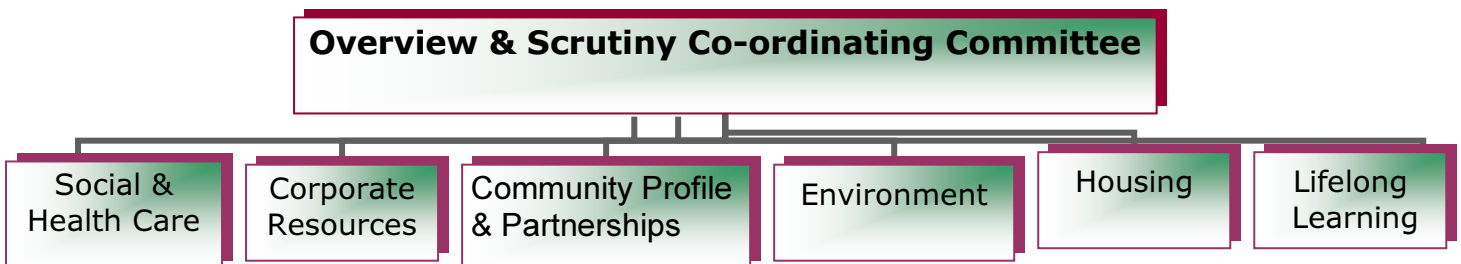 Overview & Scrutiny Co-ordinating Committee
Social &
Health Care
Corporate
Resources
Community Profile
& Partnerships
Environment
Housing
Lifelong
Learning